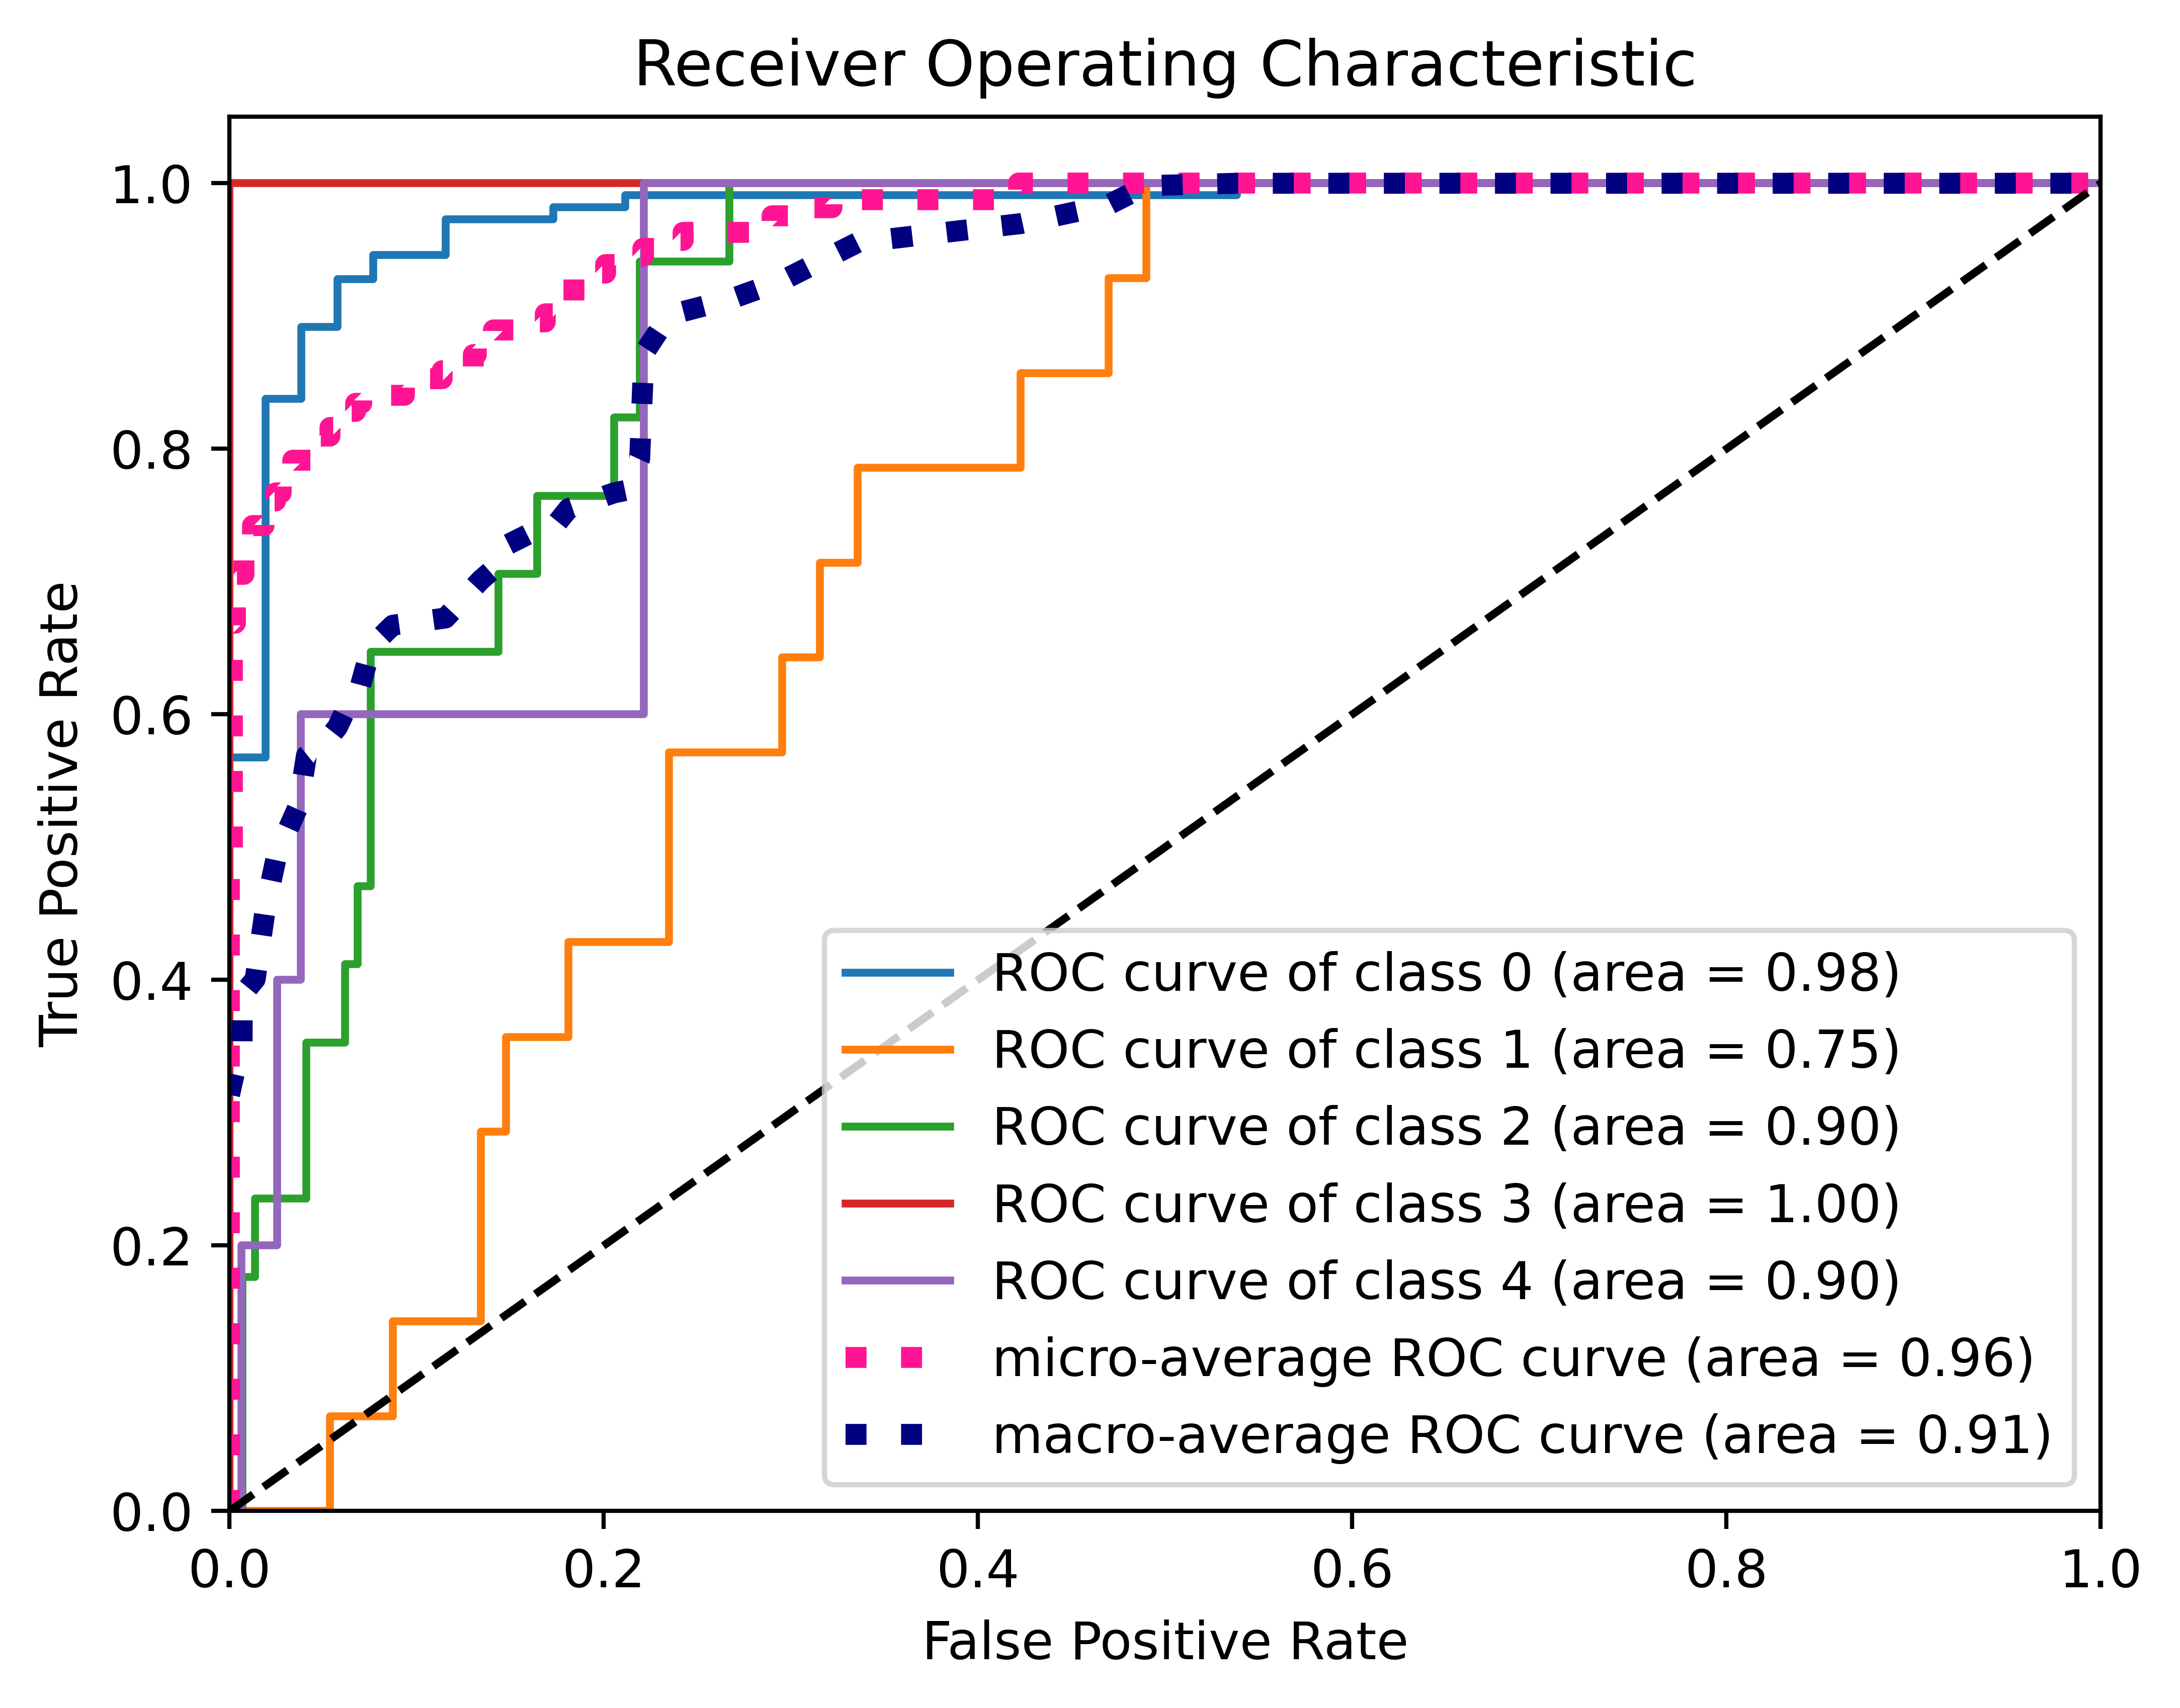 Receiver Operating Characteristic
1.0
0.8
0.6
0.4
0.2
0.0
True Positive Rate
ROC curve of class 0 (area = 0.98)
ROC curve of class 1 (area = 0.75)
ROC curve of class 2 (area = 0.90)
ROC curve of class 3 (area = 1.00)
ROC curve of class 4 (area = 0.90)
micro-average ROC curve (area = 0.96)
macro-average ROC curve (area = 0.91)
0.0 0.2 0.4 0.6 0.8 1.0
False Positive Rate